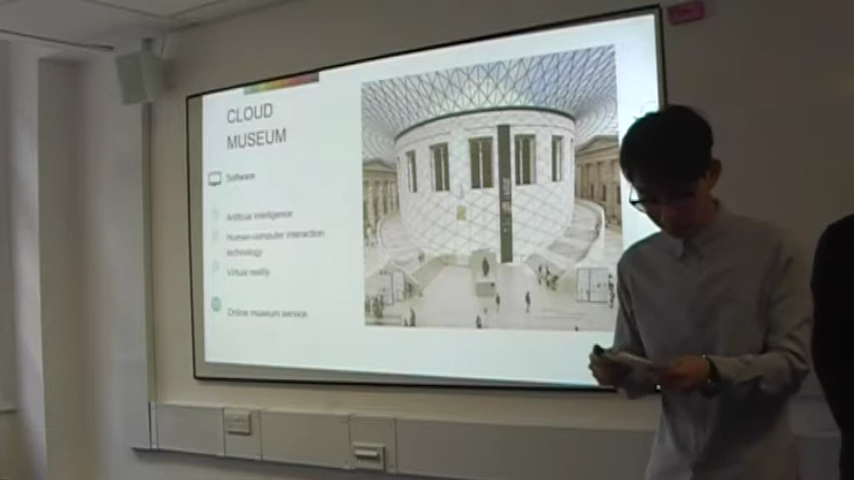 CLOUD
MUSEUM
Software
Artificial intelligence
Human-computer interaction
technology
Virtual reality
Online museum service